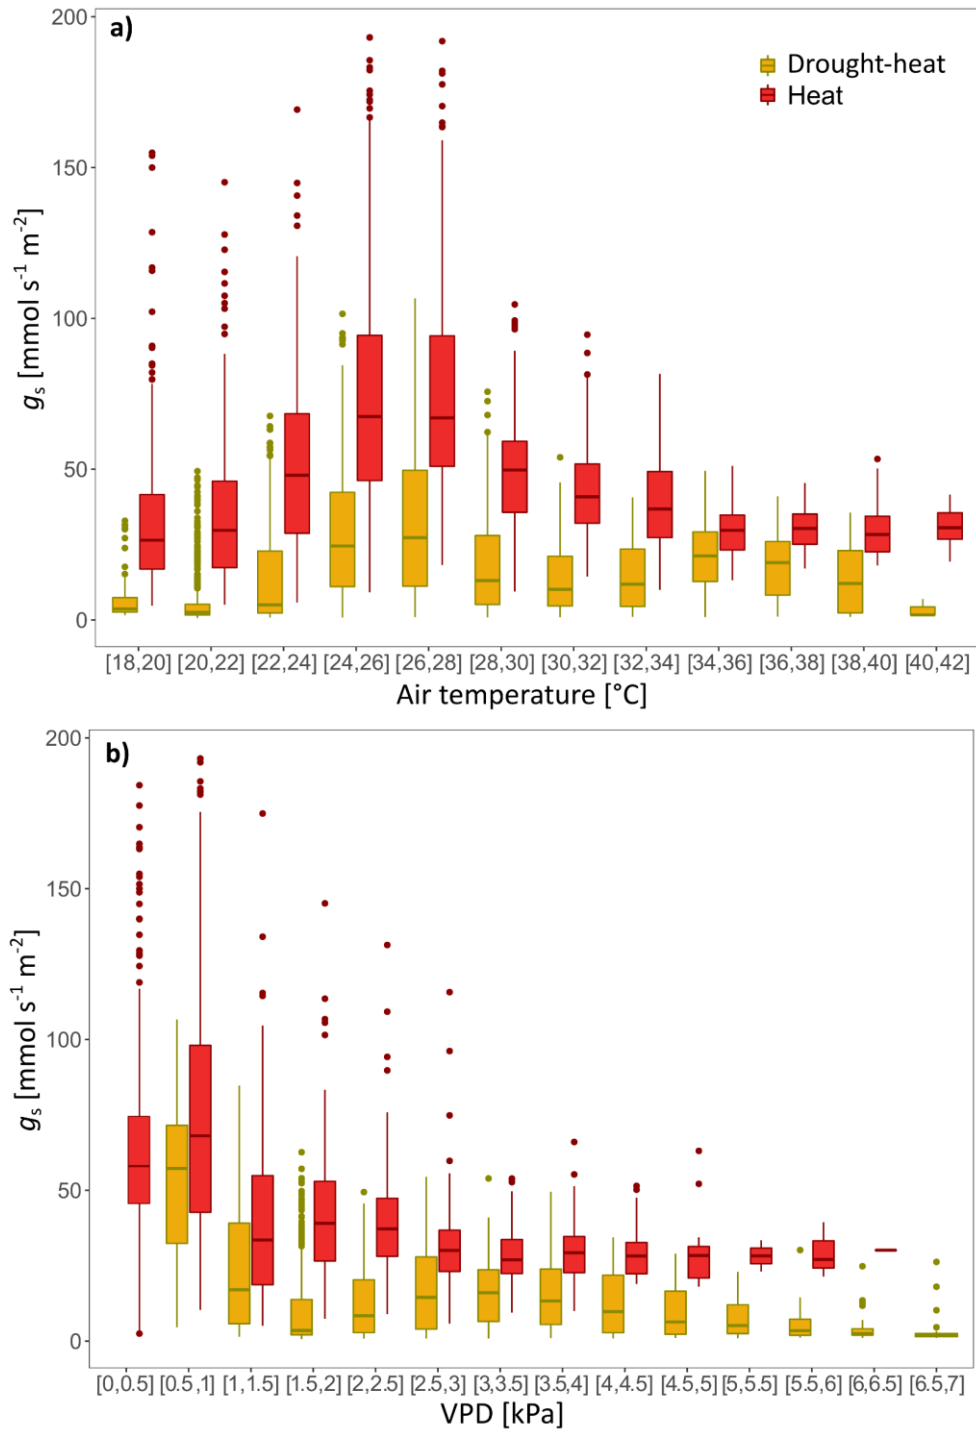 a)
200
150
100
50
0
gs [mmol s-1 m-2]
Drought-heat
Heat
[18,20] [20,22] [22,24] [24,26] [26,28] [28,30] [30,32] [32,34] [34,36] [36,38] [38,40] [40,42]
Air temperature [°C]
b)
200
150
100
50
0
gs [mmol s-1 m-2]
[0,0.5] [0.5,1] [1,1.5] [1.5,2] [2,2.5] [2.5,3] [3,3.5] [3.5,4] [4,4.5] [4.5,5] [5,5.5] [5.5,6] [6,6.5] [6.5,7]
VPD [kPa]